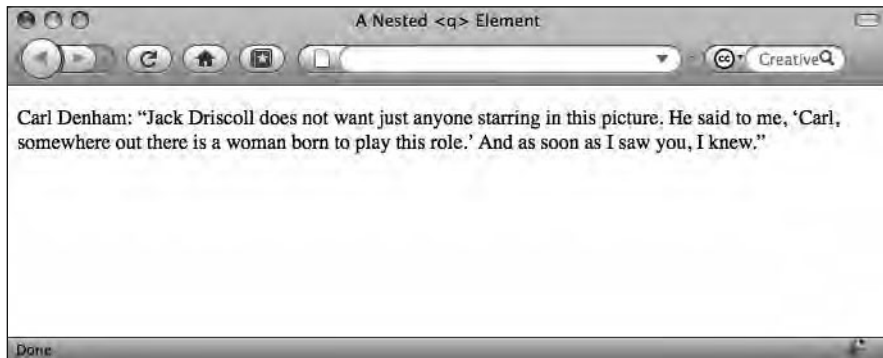 A Nested <q> Element
cc Creative
Carl Denham: “Jack Driscoll does not want just anyone starring in this picture. He said to me, ‘Carl,
somewhere out there is a woman born to play this role.’ And as soon as I saw you, I knew.”
Done